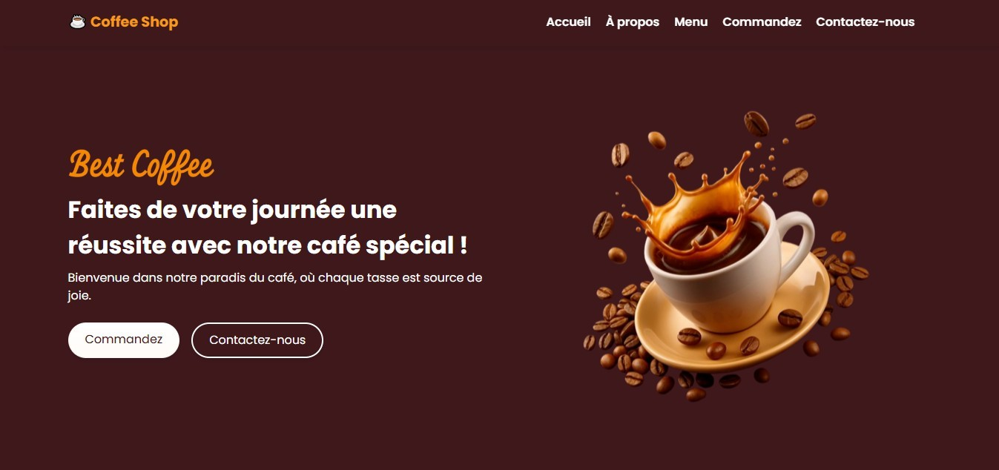 Coffee Shop
Accueil À propos Menu Commandez Contactez-nous
Best Coffee
Faites de votre journée une
réussite avec notre café spécial !
Bienvenue dans notre paradis du café, où chaque tasse est source de
joie.
Commandez Contactez-nous